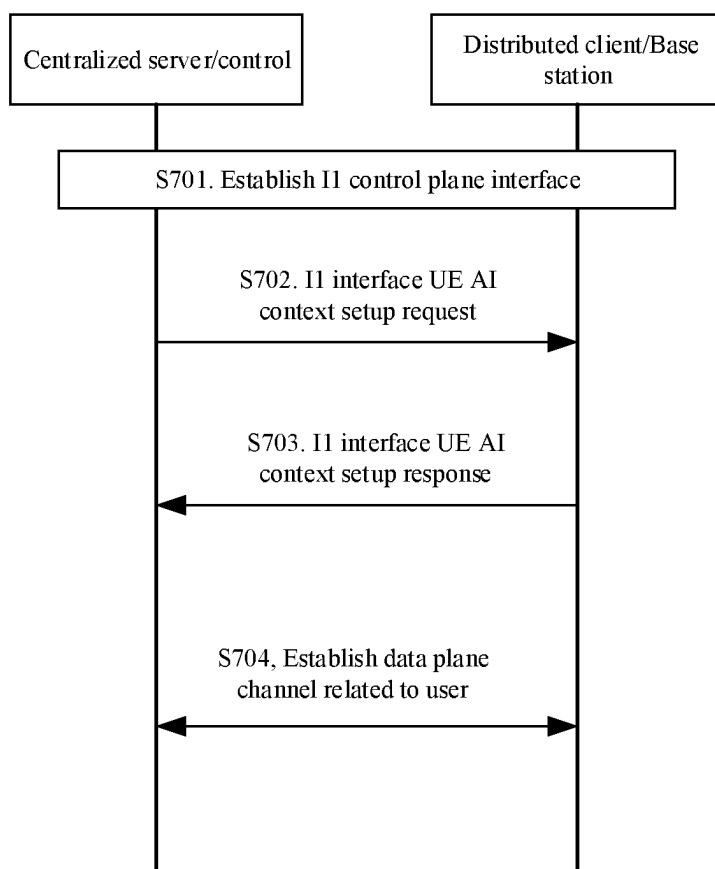 Centralized server/control
Distributed client/Base
station
S701. Establish I1 control plane interface
S702. I1 interface UE AI
context setup request
S703. I1 interface UE AI
context setup response
S704, Establish data plane
channel related to user